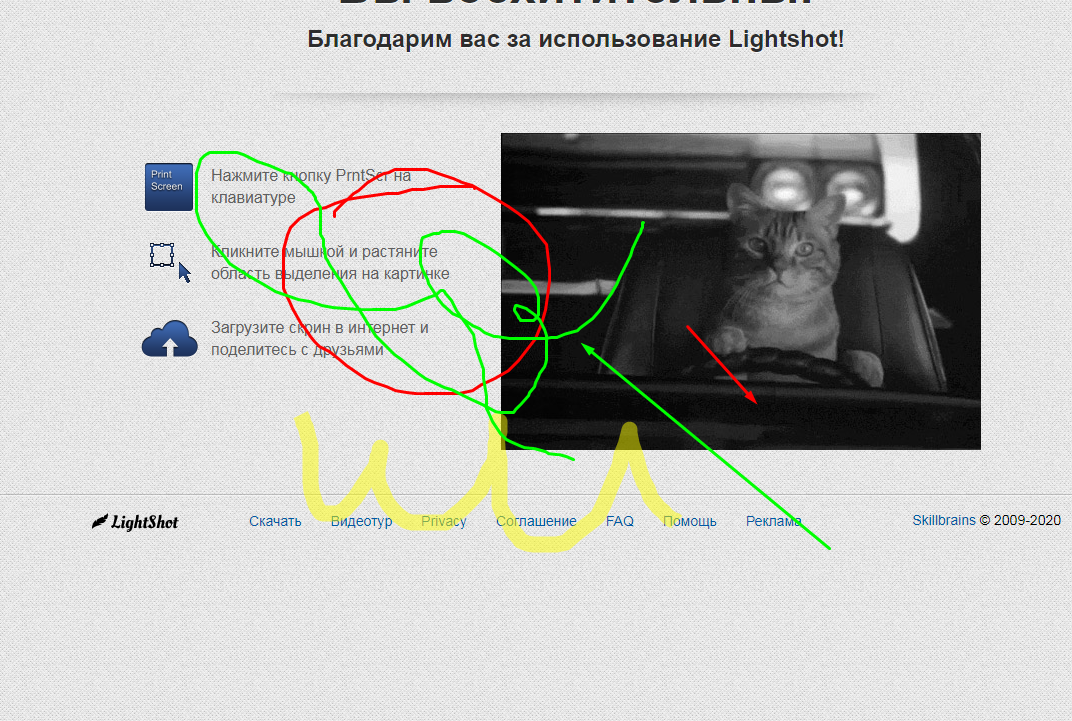 Благодарим вас за использование Lightshot!
Print
Screen
Нажмите кнопку PrntScr на
клавиатуре
Кликните мышкой и растяните
область выделения на картинке
Загрузите скрин в интернет и
поделитесь с друзьями
LightShot
Скачать Видеотур Privacy Соглашение FAQ Помощь Реклама
Skillbrains © 2009-2020